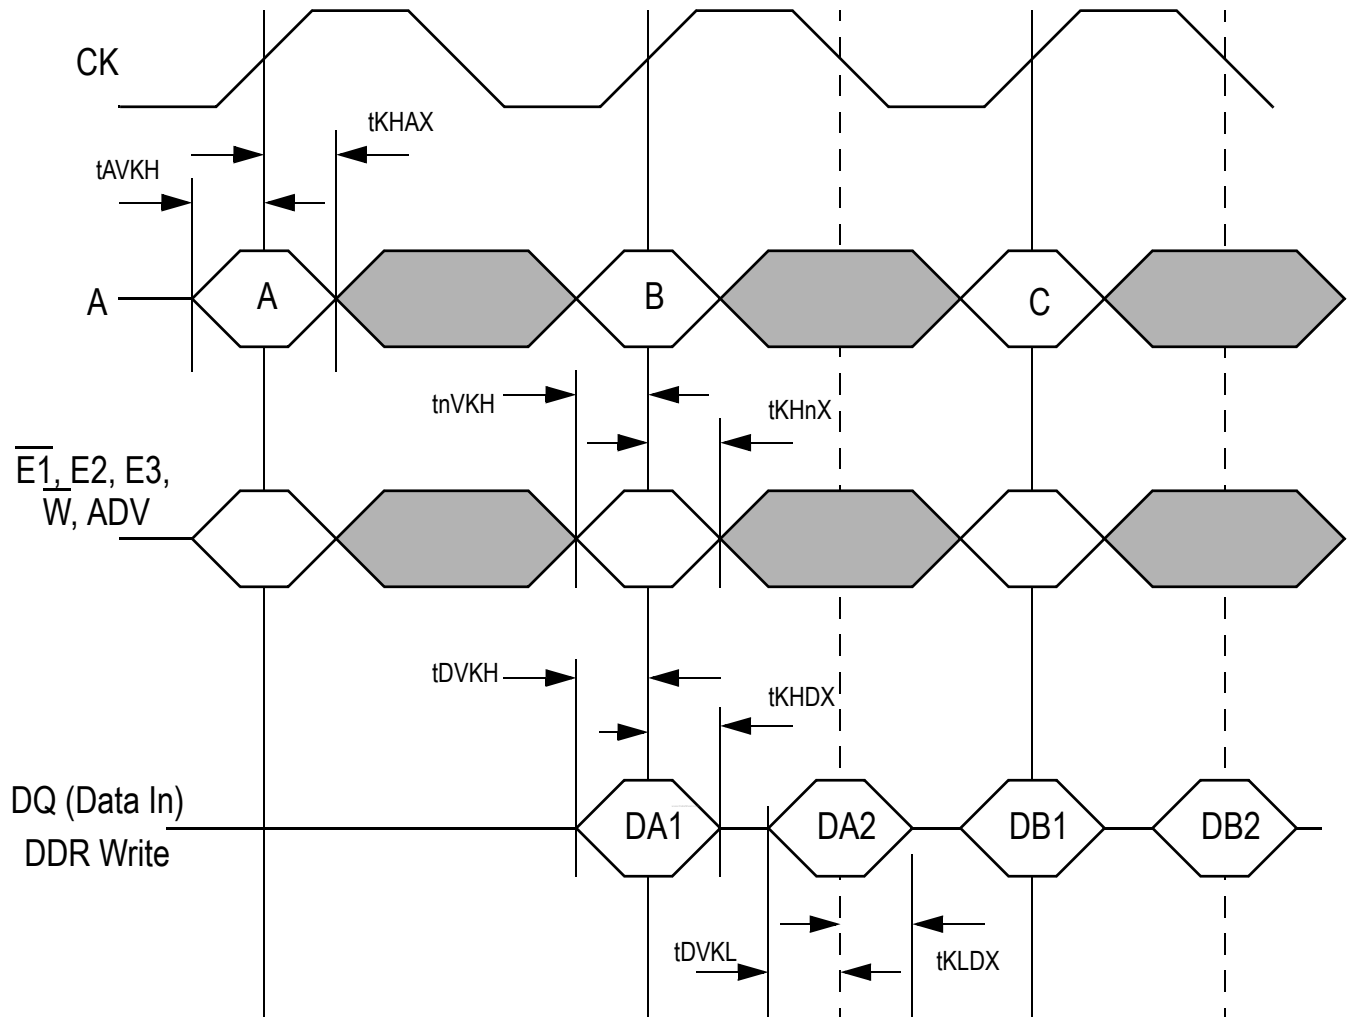 CK
tKHAX
tAVKH
A
A
B
C
tnVKH
tKHnX
E1, E2, E3,
W, ADV
tDVKH
tKHDX
DQ (Data In)
DDR Write
DA1
DA2
DB1
DB2
tDVKL
tKLDX